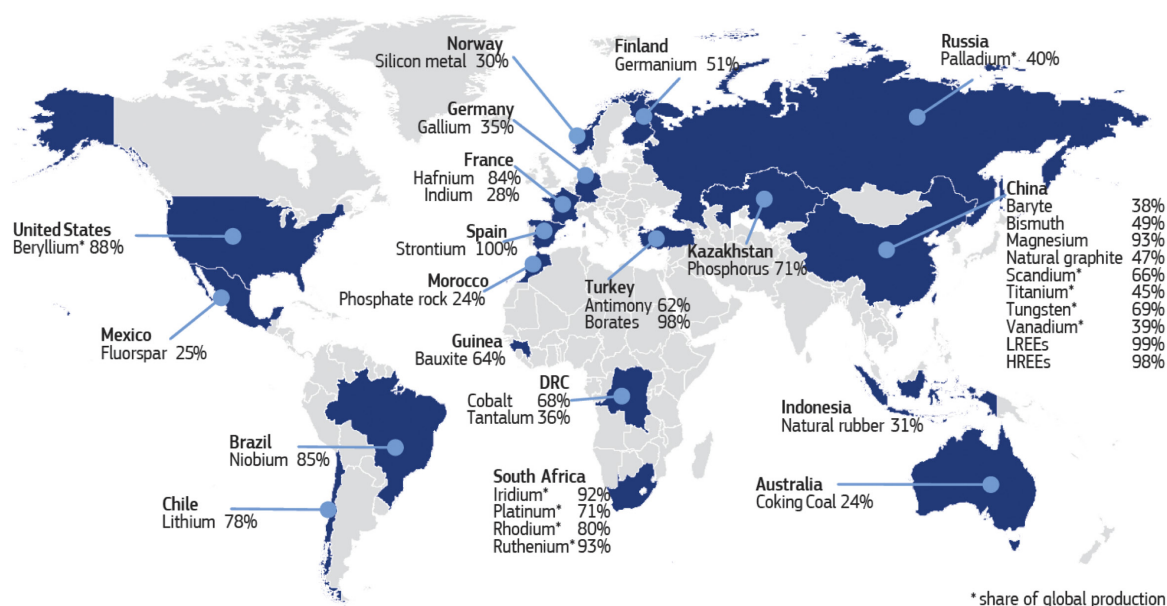 Norway
Silicon metal 30%
Finland
Germanium 51%
Russia
Palladium* 40%
Germany
Gallium 35%
France
Hafnium 84%
Indium 28%
China
Baryte 38%
Bismuth 49%
Magnesium 93%
Natural graphite 47%
Scandium* 66%
Titanium* 45%
Tungsten* 69%
Vanadium* 39%
LREEs 99%
HREEs 98%
United States
Beryllium* 88%
Spain
Strontium 100%
Kazakhstan
Phosphorus 71%
Morocco
Phosphate rock 24%
Turkey
Antimony 62%
Borates 98%
Mexico
Fluorspar 25%
Guinea
Bauxite 64%
DRC
Cobalt 68%
Tantalum 36%
Indonesia
Natural rubber 31%
Brazil
Niobium 85%
South Africa
Iridium* 92%
Platinum* 71%
Rhodium* 80%
Ruthenium* 93%
Australia
Coking Coal 24%
Chile
Lithium 78%
* share of global production